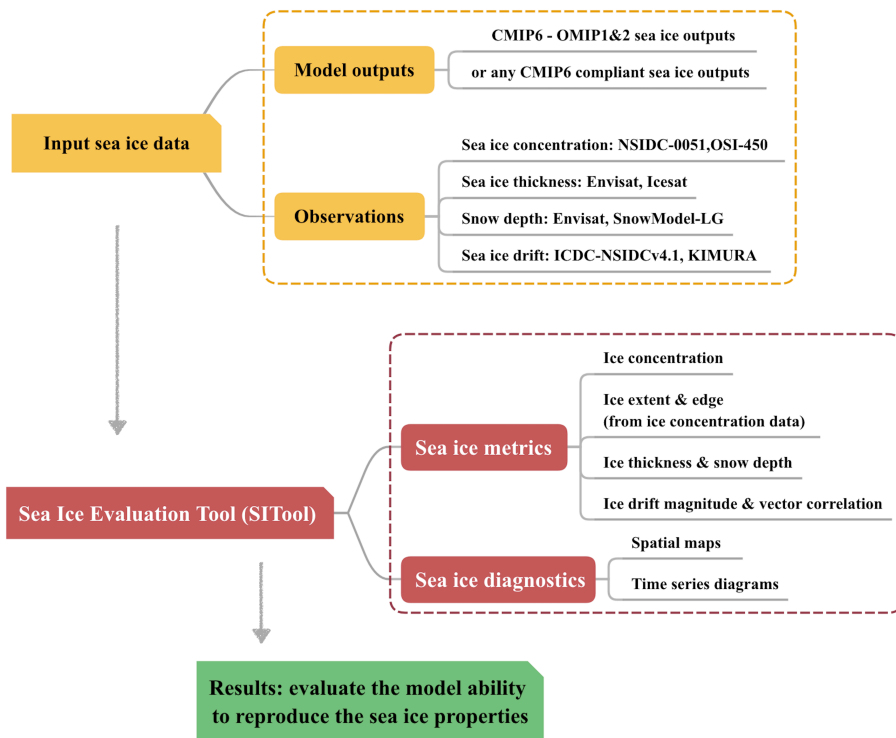 CMIP6 - OMIP1&2 sea ice outputs
Model outputs
or any CMIP6 compliant sea ice outputs
Input sea ice data
Sea ice concentration: NSIDC-0051,OSI-450
Sea ice thickness: Envisat, Icesat
Observations
Snow depth: Envisat, SnowModel-LG
Sea ice drift: ICDC-NSIDCv4.1, KIMURA
Ice concentration
Ice extent & edge
(from ice concentration data)
Sea ice metrics
Ice thickness & snow depth
Ice drift magnitude & vector correlation
Sea Ice Evaluation Tool (SITool)
Spatial maps
Sea ice diagnostics
Time series diagrams
Results: evaluate the model ability
to reproduce the sea ice properties